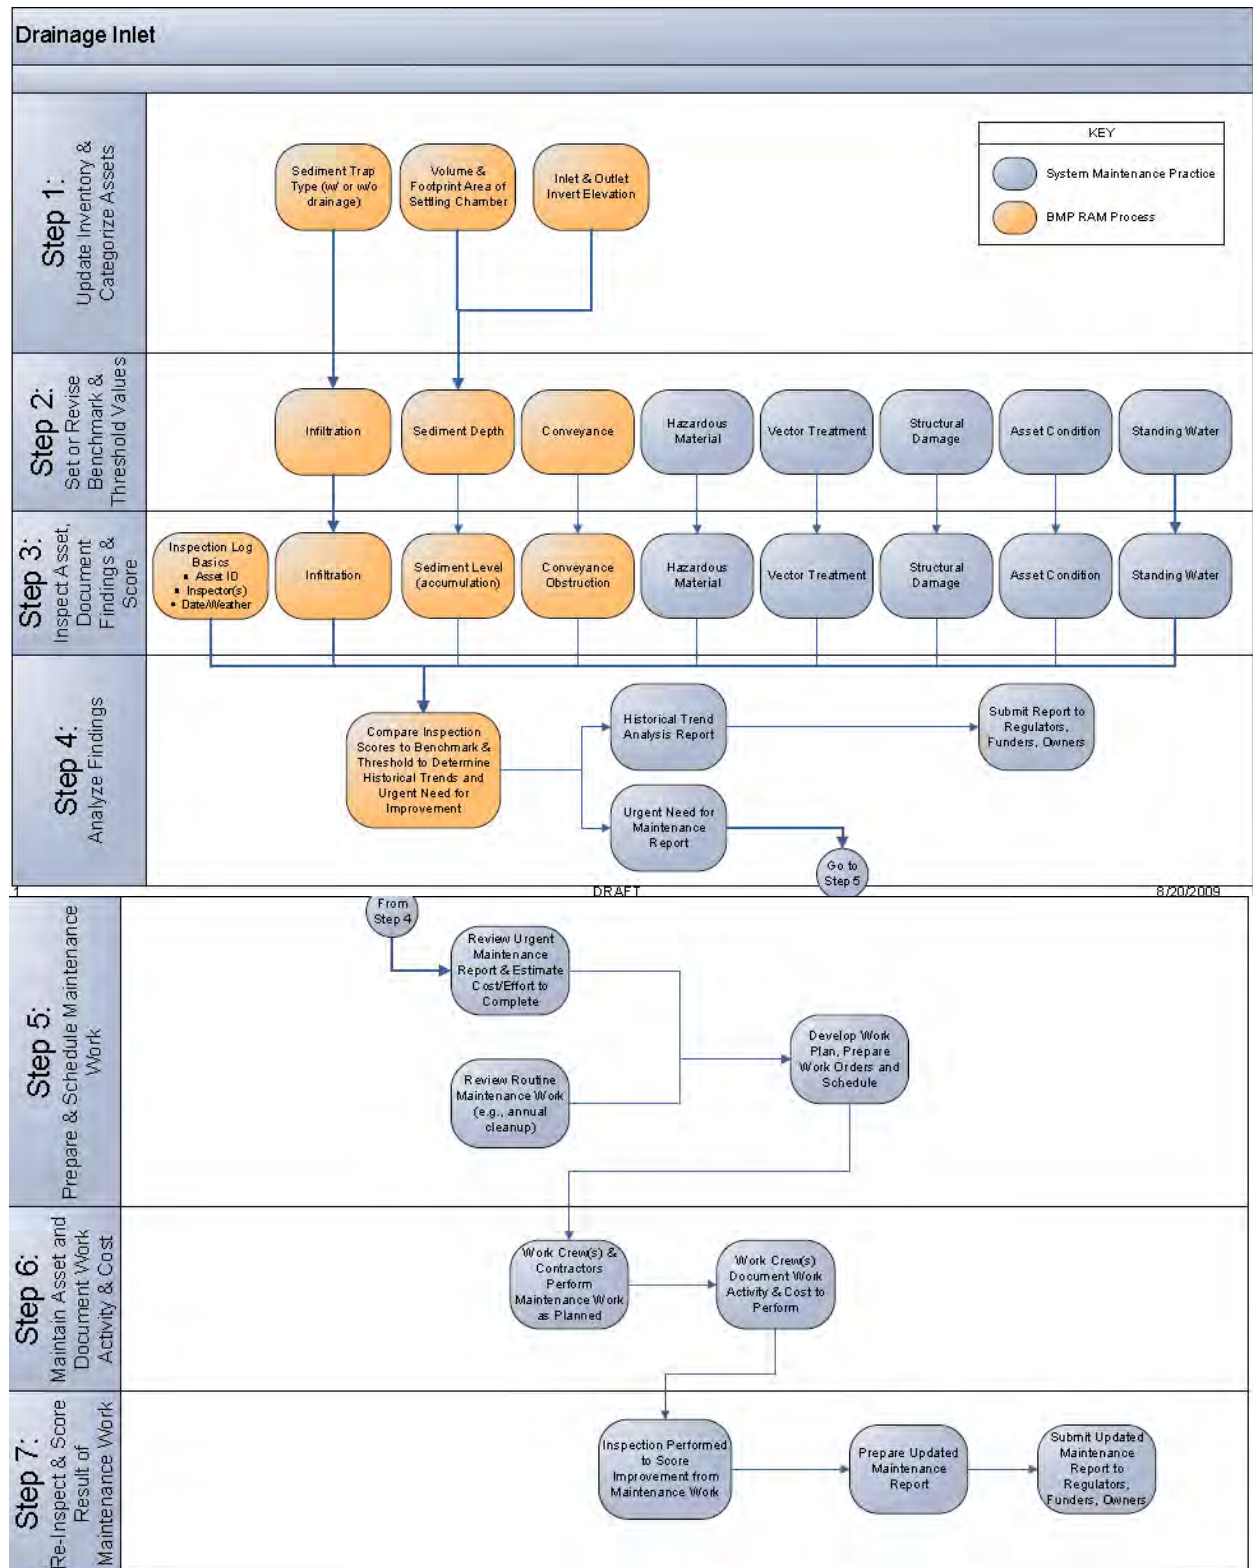 Drainage Inlet
KEY
System Maintenance Practice
BMP RAM Process
Step 1:
Update Inventory &
Categorize Assets
Sediment Trap
Type (w/ or w/o
drainage)
Volume &
Footprint Area of
Settling Chamber
Inlet & Outlet
Invert Elevation
Step 2:
Set or Revise
Benchmark &
Threshold Values
Infiltration
Sediment Depth
Conveyance
Hazardous
Material
Vector Treatment
Structural
Damage
Asset Condition
Standing Water
Step 3:
Inspect Asset,
Document
Findings &
Score
Inspection Log
Basics
▪ Asset ID
▪ Inspector(s)
▪ Date/Weather
Infiltration
Sediment Level
(accumulation)
Conveyance
Obstruction
Hazardous
Material
Vector Treatment
Structural
Damage
Asset Condition
Standing Water
Step 4:
Analyze Findings
Compare Inspection
Scores to Benchmark &
Threshold to Determine
Historical Trends and
Urgent Need for
Improvement
Historical Trend
Analysis Report
Submit Report to
Regulators,
Funders, Owners
Urgent Need for
Maintenance
Report
Go to
Step 5
1
DRAFT
8/20/2009
Step 5:
Prepare & Schedule Maintenance
Work
From
Step 4
Review Urgent
Maintenance
Report & Estimate
Cost/Effort to
Complete
Review Routine
Maintenance Work
(e.g., annual
cleanup)
Develop Work
Plan, Prepare
Work Orders and
Schedule
Step 6:
Maintain Asset and
Document Work
Activity & Cost
Work Crew(s) &
Contractors
Perform
Maintenance Work
as Planned
Work Crew(s)
Document Work
Activity & Cost to
Perform
Step 7:
Re-Inspect & Score
Result of
Maintenance Work
Inspection Performed
to Score
Improvement from
Maintenance Work
Prepare Updated
Maintenance
Report
Submit Updated
Maintenance
Report to
Regulators,
Funders, Owners